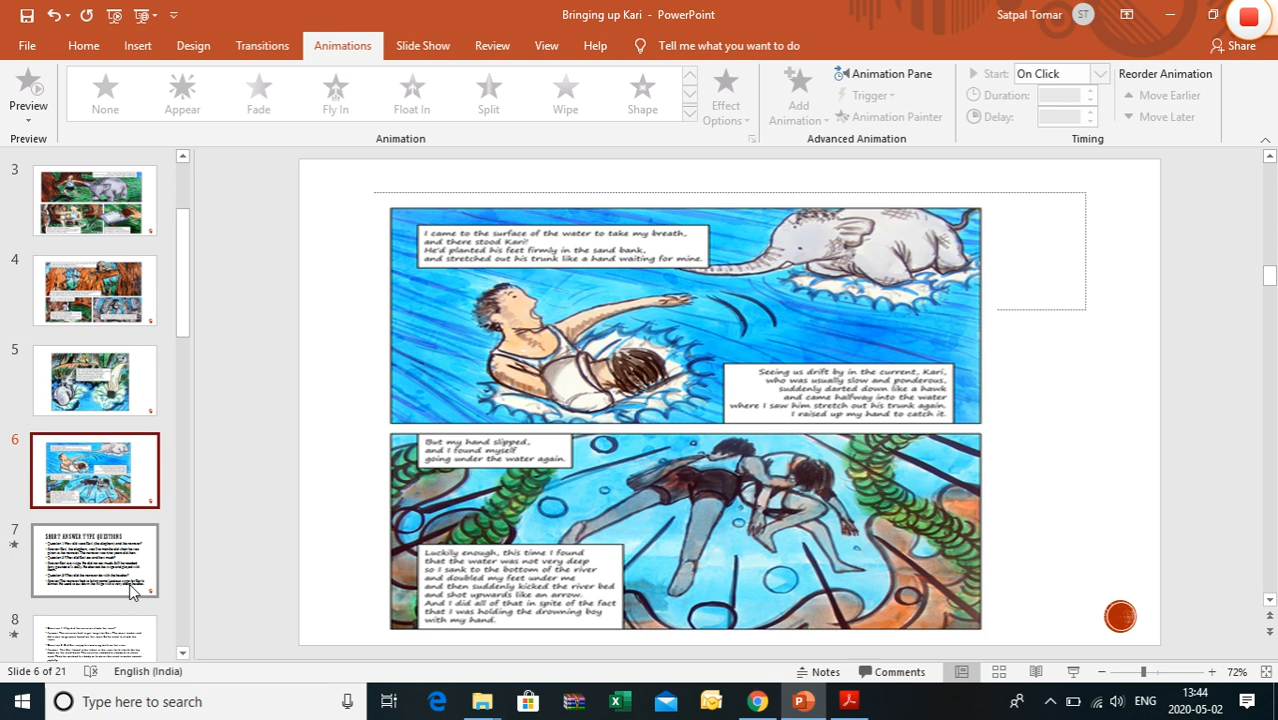 Bringing up Kari - PowerPoint
Satpal Tomar
ST
File
Home
Insert
Design
Transitions
Animations
Slide Show
Review
View
Help
Tell me what you want to do
Share
Preview
None
Appear
Fade
Fly In
Float In
Split
Wipe
Shape
Effect
Options
Add
Animation
Animation Pane
Trigger
Animation Painter
Start:
On Click
Duration:
Delay:
Reorder Animation
Move Earlier
Move Later
Preview
Animation
Advanced Animation
Timing
3
4
5
6
7
SHORT ANSWER TYPE QUESTIONS
8
I came to the surface of the water to take my breath,
and there stood Kari!
He'd planted his feet firmly in the sand bank,
and stretched out his trunk like a hand waiting for mine.
Seeing us drift by in the current, Kari,
who was usually slow and ponderous,
suddenly darted down like a hawk
and came halfway into the water
where I saw him stretch out his trunk again.
I raised up my hand to catch it.
But my hand slipped,
and I found myself
going under the water again.
Luckily enough, this time I found
that the water was not very deep
so I sank to the bottom of the river
and doubled my feet under me
and then suddenly kicked the river bed
and shot upwards like an arrow.
And I did all of that in spite of the fact
that I was holding the drowning boy
with my hand.
Slide 6 of 21
English (India)
Notes
Comments
72%
Type here to search
ENG
13:44
2020-05-02